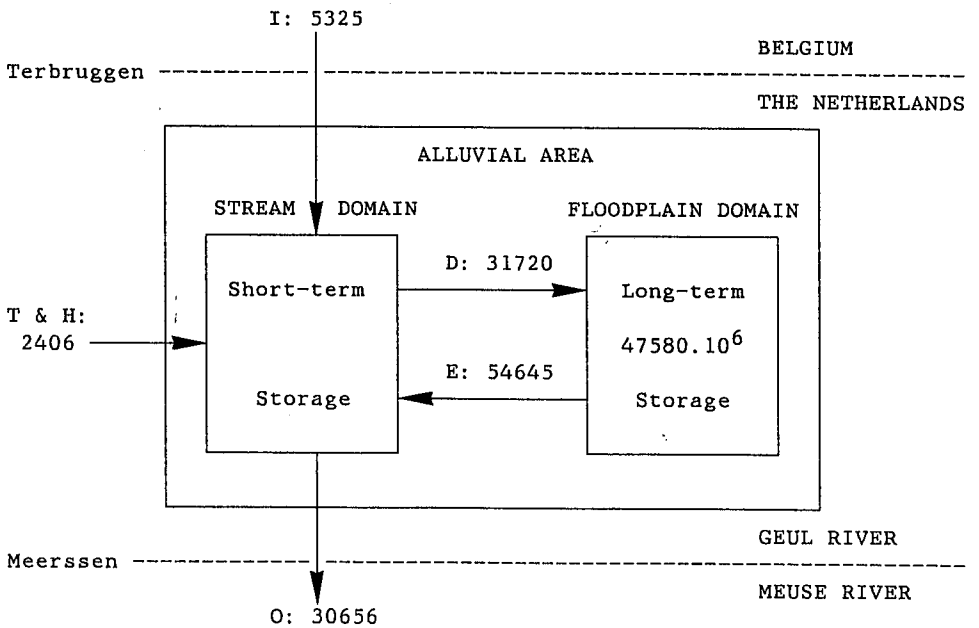 I: 5325
BELGIUM
Terbruggen
THE NETHERLANDS
ALLUVIAL AREA
STREAM DOMAIN
FLOODPLAIN DOMAIN
D: 31720
Short-term
Long-term
T & H:
2406
47580.10⁶
E: 54645
Storage
Storage
GEUL RIVER
Meerssen
MEUSE RIVER
O: 30656